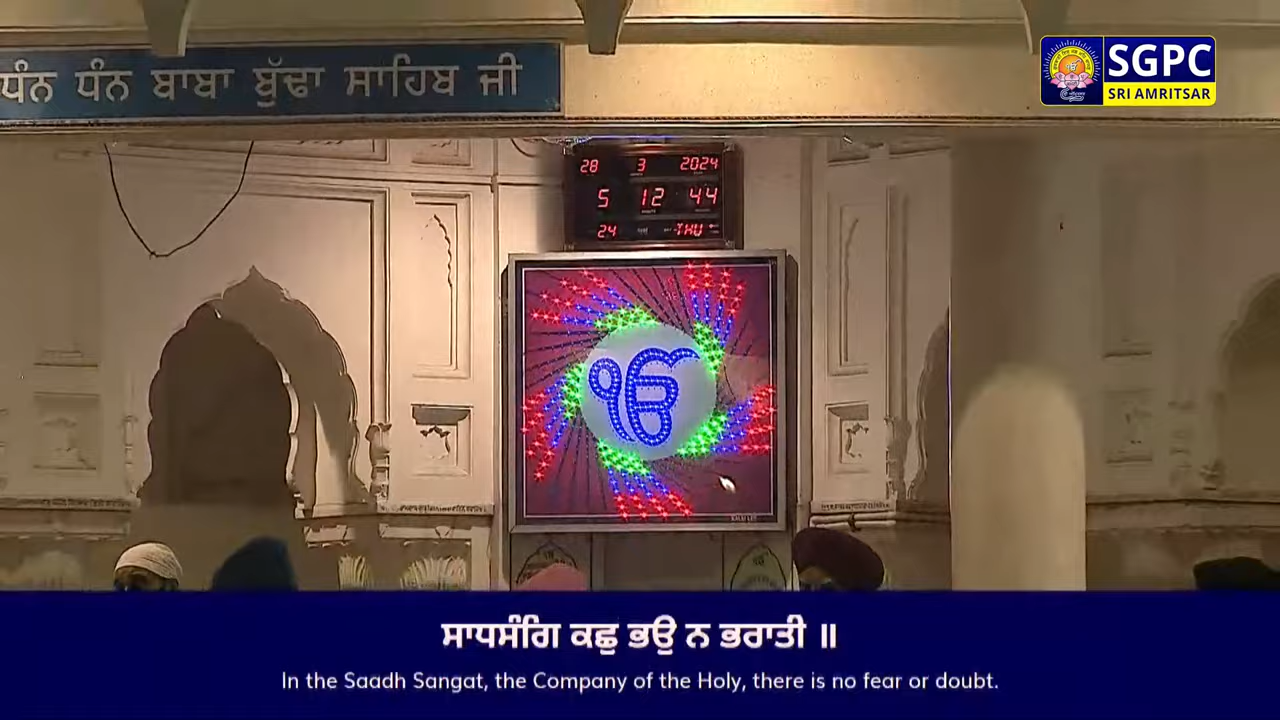 ਧੰਨ ਧੰਨ ਬਾਬਾ ਬੁੱਢਾ ਸਾਹਿਬ ਜੀ
SGPC
SRI AMRITSAR
28 3 2024
5 12 44
24 THU
ੴ
ਸਾਧਸੰਗਿ ਕਛੁ ਭਉ ਨ ਭਰਾਤੀ ॥
In the Saadh Sangat, the Company of the Holy, there is no fear or doubt.